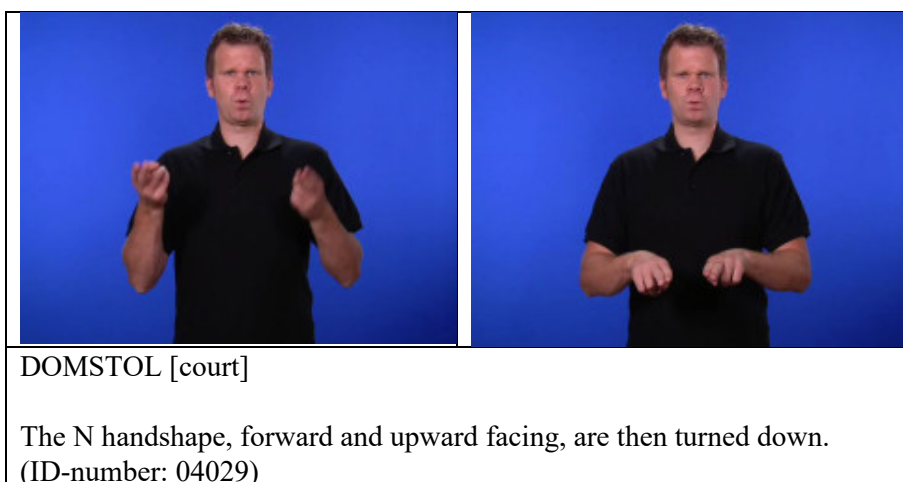 DOMSTOL [court]
The N handshape, forward and upward facing, are then turned down.
(ID-number: 04029)